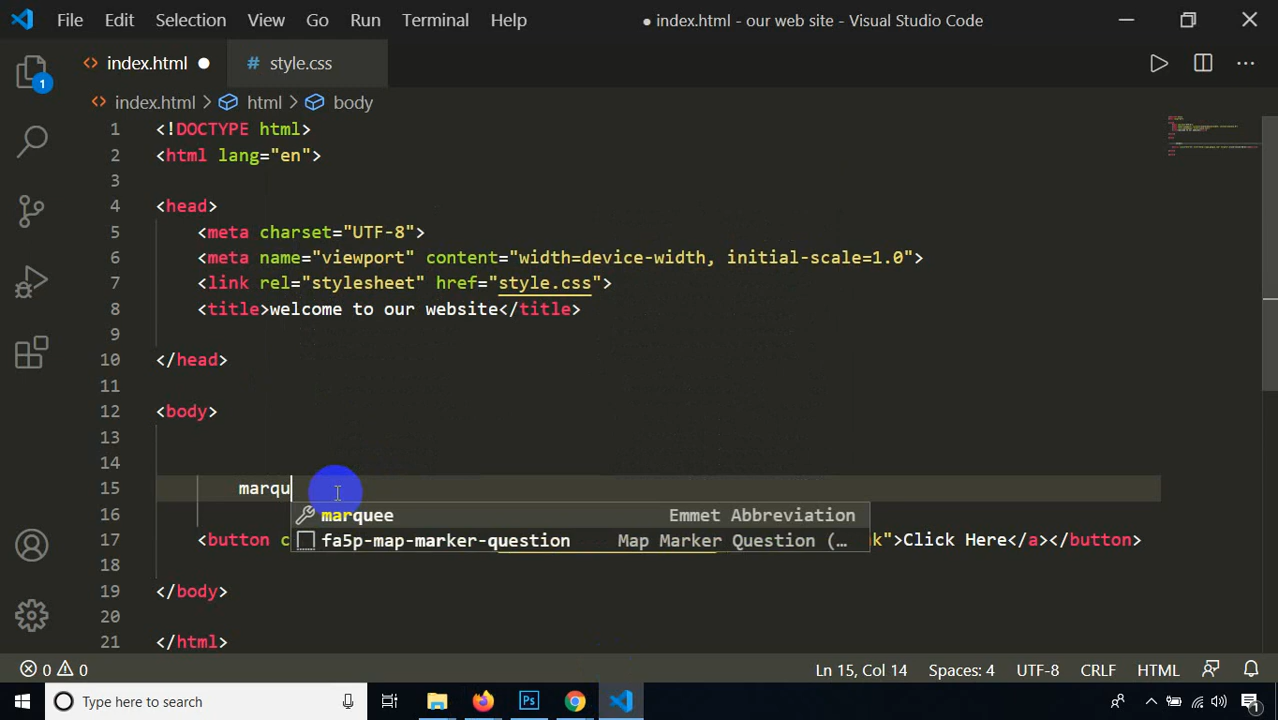 File Edit Selection View Go Run Terminal Help ● index.html - our web site - Visual Studio Code
1 <> index.html ● # style.css
<> index.html > html > body
1 <!DOCTYPE html>
2 <html lang="en">
3
4 <head>
5 <meta charset="UTF-8">
6 <meta name="viewport" content="width=device-width, initial-scale=1.0">
7 <link rel="stylesheet" href="style.css">
8 <title>welcome to our website</title>
9
10 </head>
11
12 <body>
13
14
15 marqu
16 marquee Emmet Abbreviation
fa5p-map-marker-question Map Marker Question (…
17 <button c k">Click Here</a></button>
18
19 </body>
20
21 </html>
0 0 Ln 15, Col 14 Spaces: 4 UTF-8 CRLF HTML
Type here to search 1